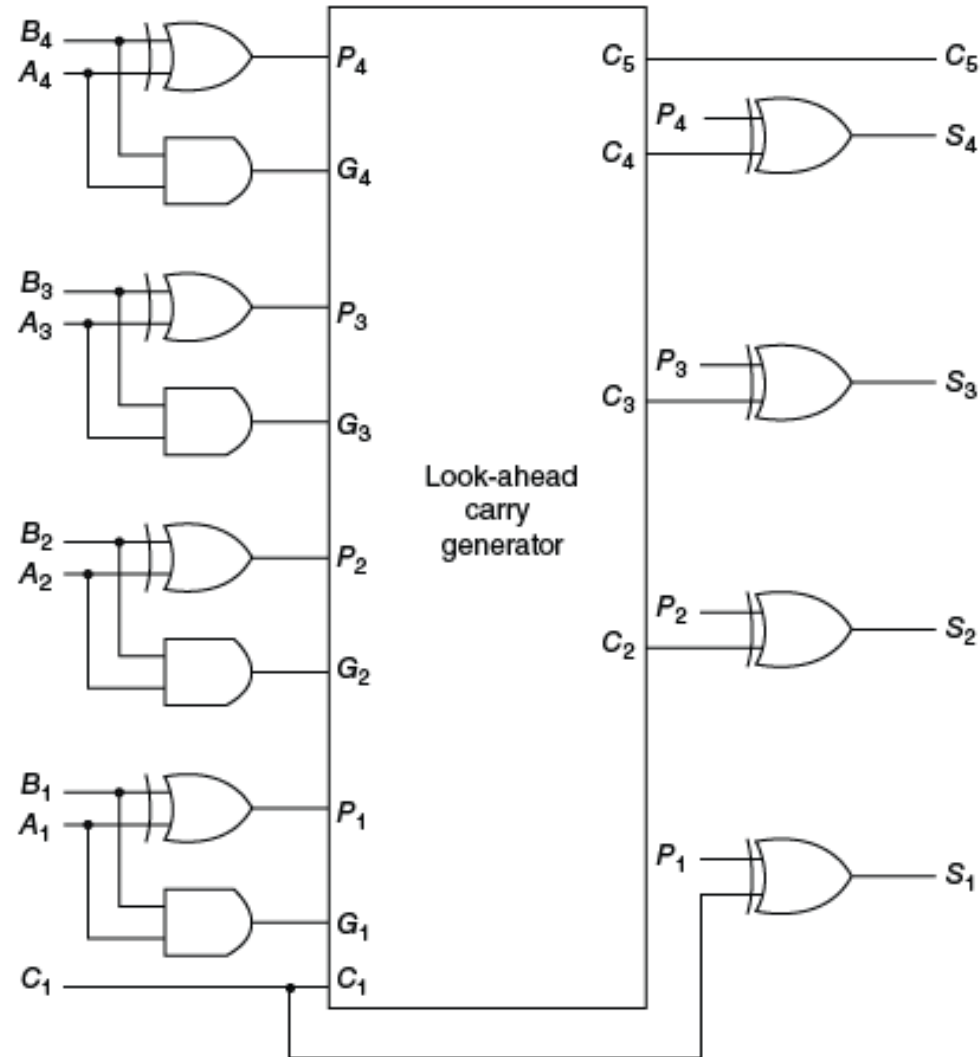 B₄
A₄
P₄
G₄
B₃
A₃
P₃
G₃
B₂
A₂
P₂
G₂
B₁
A₁
P₁
G₁
C₁
C₁
Look-ahead
carry
generator
C₅
C₅
P₄
C₄
S₄
P₃
C₃
S₃
P₂
C₂
S₂
P₁
S₁